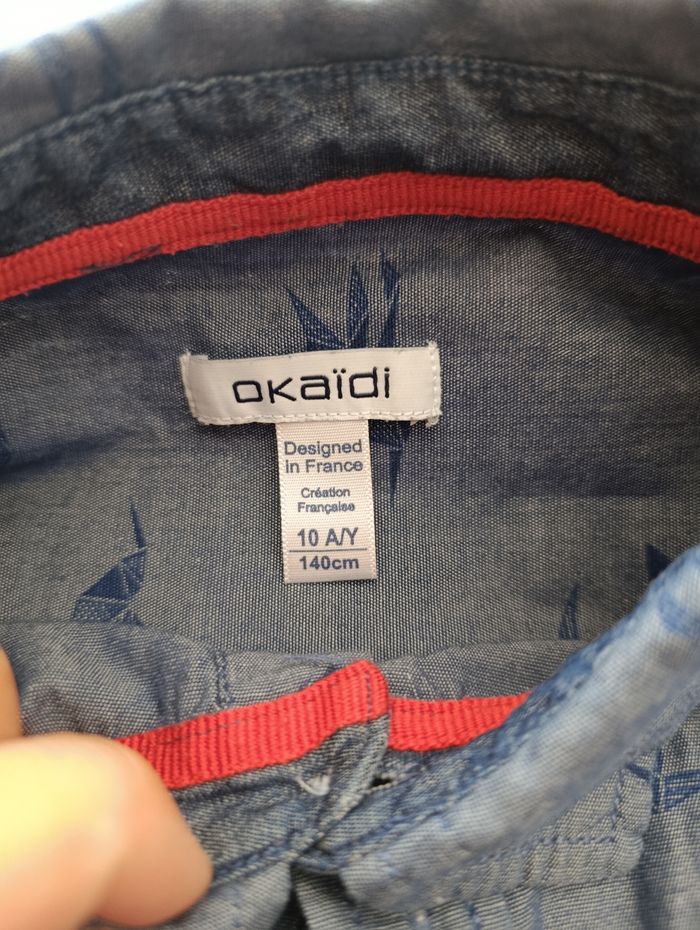 okaïdi
Designed
in France
Création
Française
10 A/Y
140cm